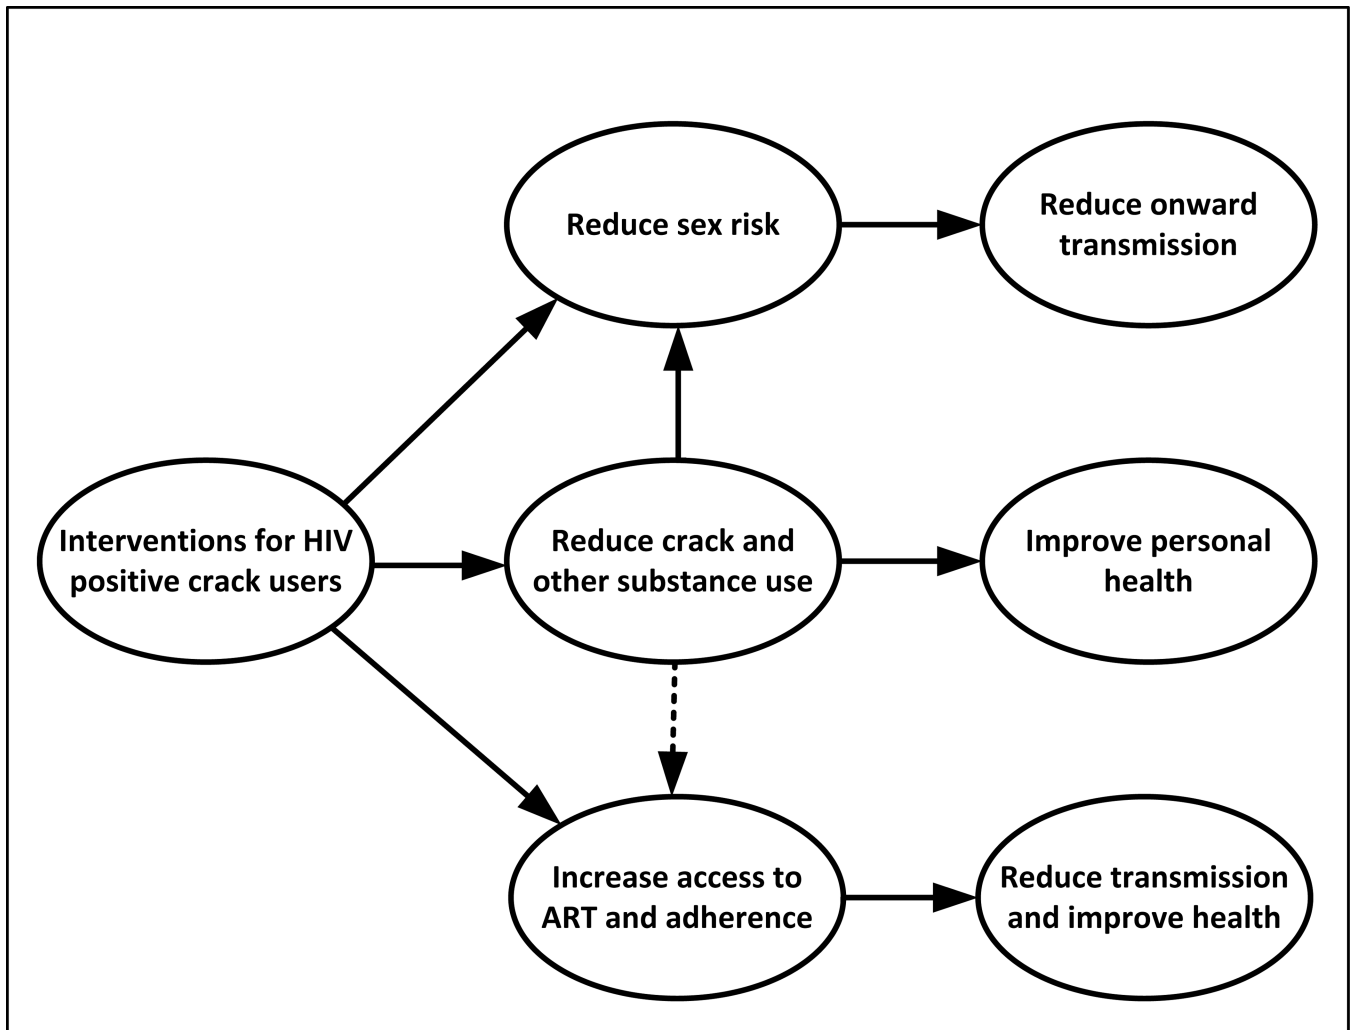 Reduce sex risk
Reduce onward
transmission
Interventions for HIV
positive crack users
Reduce crack and
other substance use
Improve personal
health
Increase access to
ART and adherence
Reduce transmission
and improve health